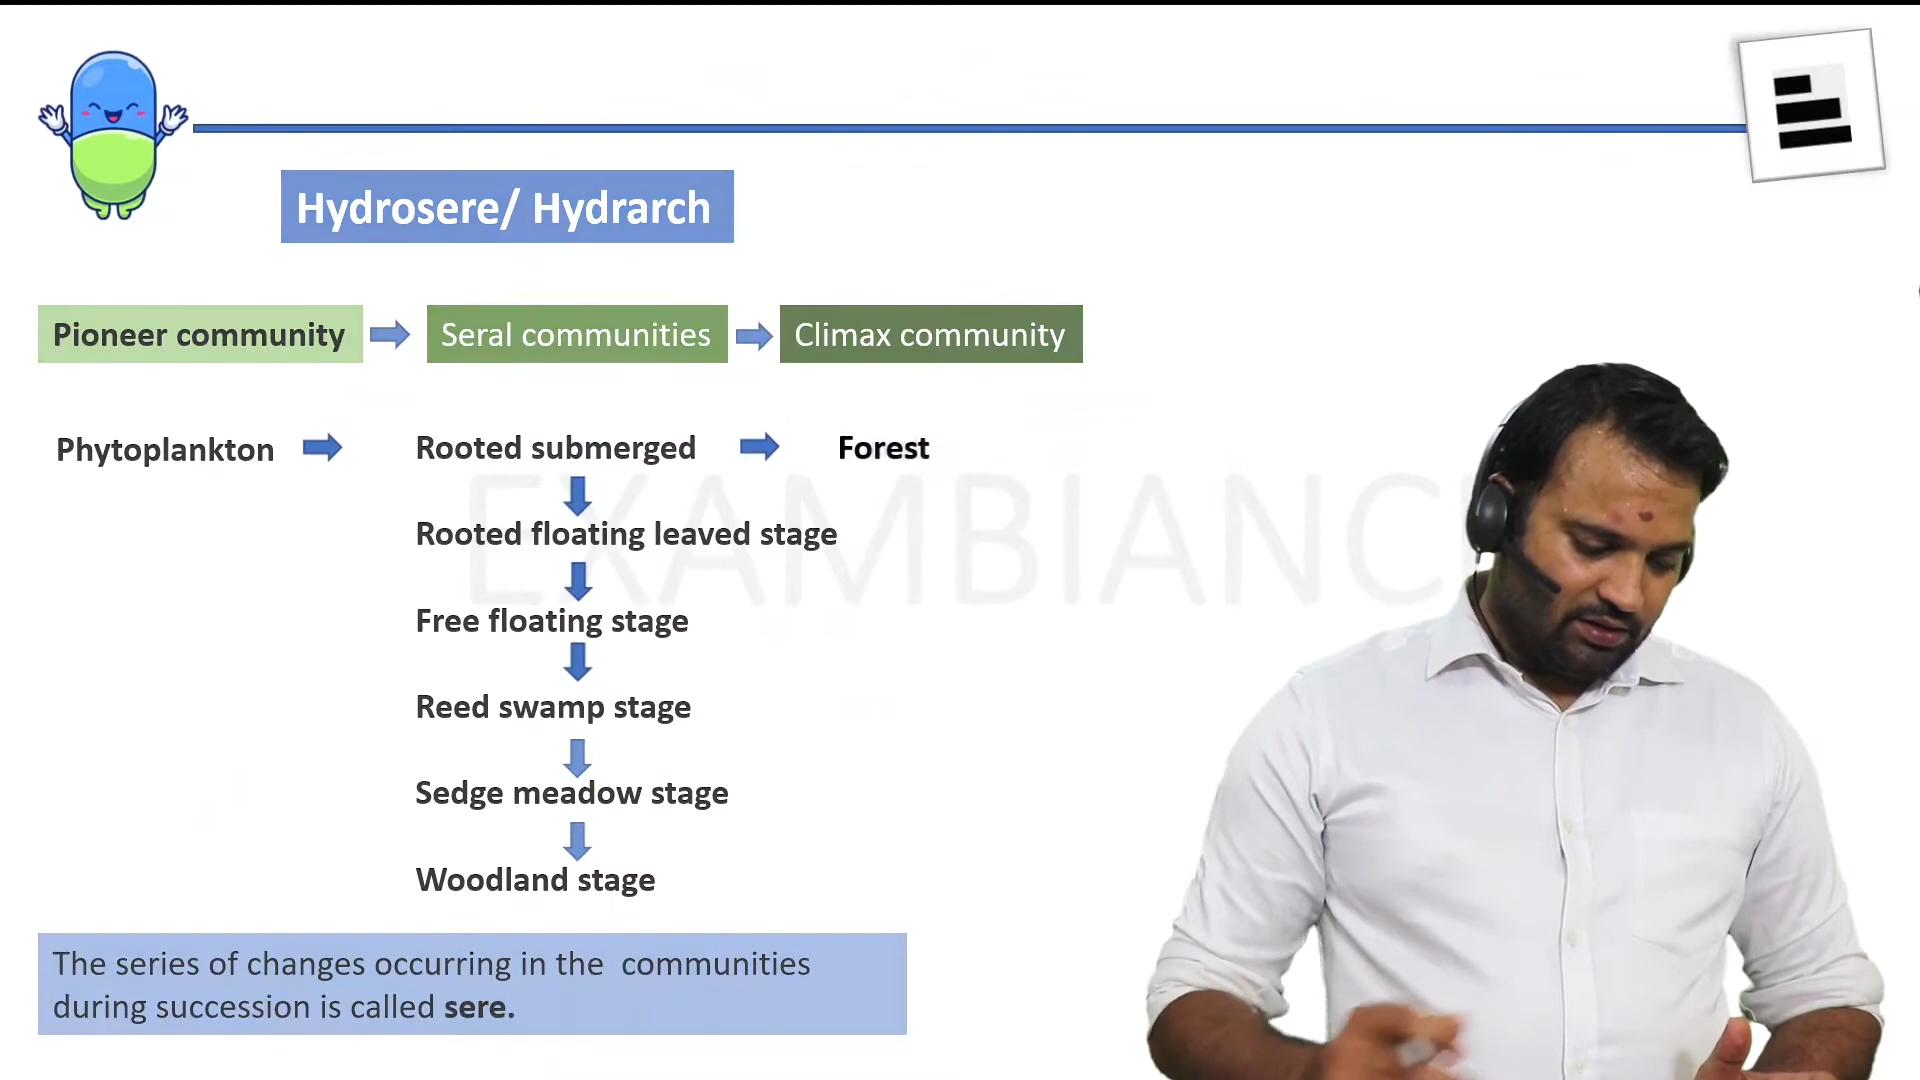 Hydrosere/ Hydrarch
Pioneer community
Seral communities
Climax community
Phytoplankton
Rooted submerged
Forest
Rooted floating leaved stage
Free floating stage
Reed swamp stage
Sedge meadow stage
Woodland stage
The series of changes occurring in the communities
during succession is called sere.
EXAMBIANC